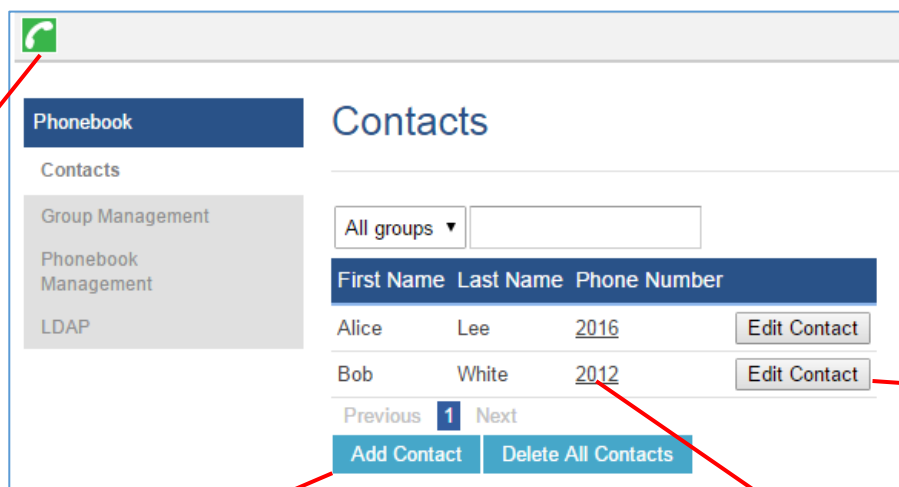 Phonebook
Contacts
Group Management
Phonebook
Management
LDAP
Contacts
All groups ▼
First Name Last Name Phone Number
Alice Lee 2016 Edit Contact
Bob White 2012 Edit Contact
Previous 1 Next
Add Contact Delete All Contacts